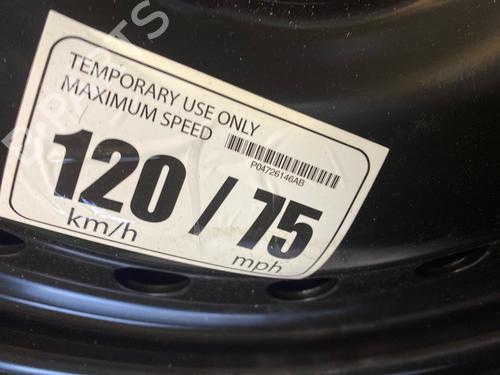 TEMPORARY USE ONLY
MAXIMUM SPEED
P04726146AB
120 / 75
km/h mph